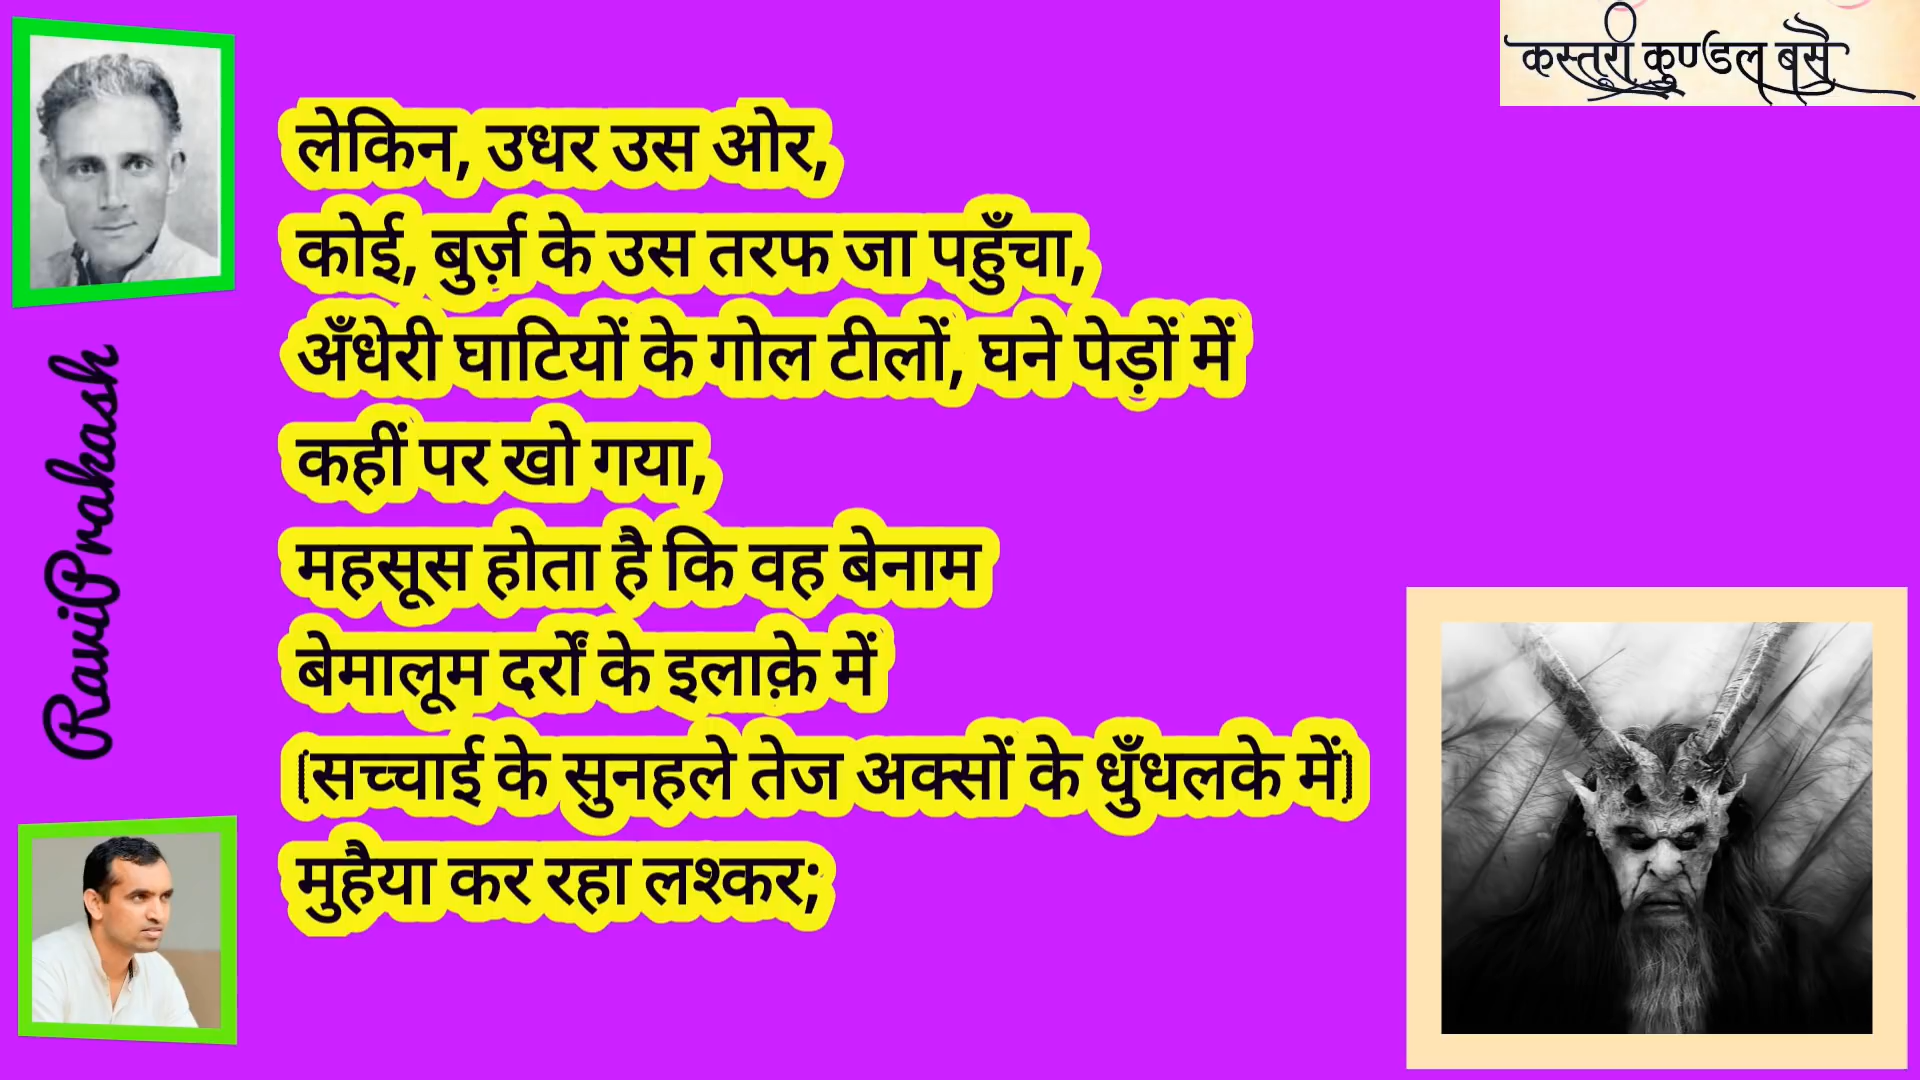 कस्तूरी कुण्डल बसै
लेकिन, उधर उस ओर,
कोई, बुर्ज़ के उस तरफ जा पहुँचा,
अँधेरी घाटियों के गोल टीलों, घने पेड़ों में
कहीं पर खो गया,
महसूस होता है कि वह बेनाम
बेमालूम दर्रों के इलाक़े में
(सच्चाई के सुनहले तेज अक्सों के धुँधलके में)
मुहैया कर रहा लश्कर;
RaviPrakash